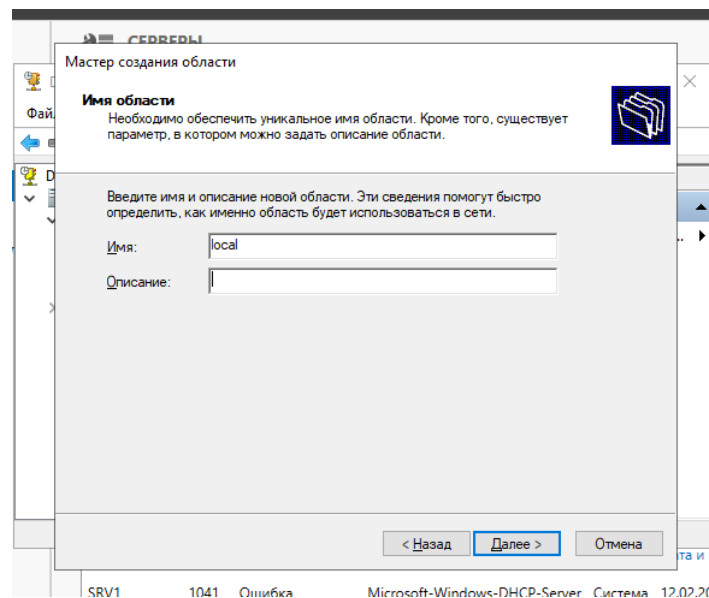 СЕРВЕРЫ
Мастер создания области
Имя области
Необходимо обеспечить уникальное имя области. Кроме того, существует
параметр, в котором можно задать описание области.
Введите имя и описание новой области. Эти сведения помогут быстро
определить, как именно область будет использоваться в сети.
Имя: local
Описание:
< Назад Далее > Отмена
SRV1 1041 Ошибка Microsoft-Windows-DHCP-Server Система